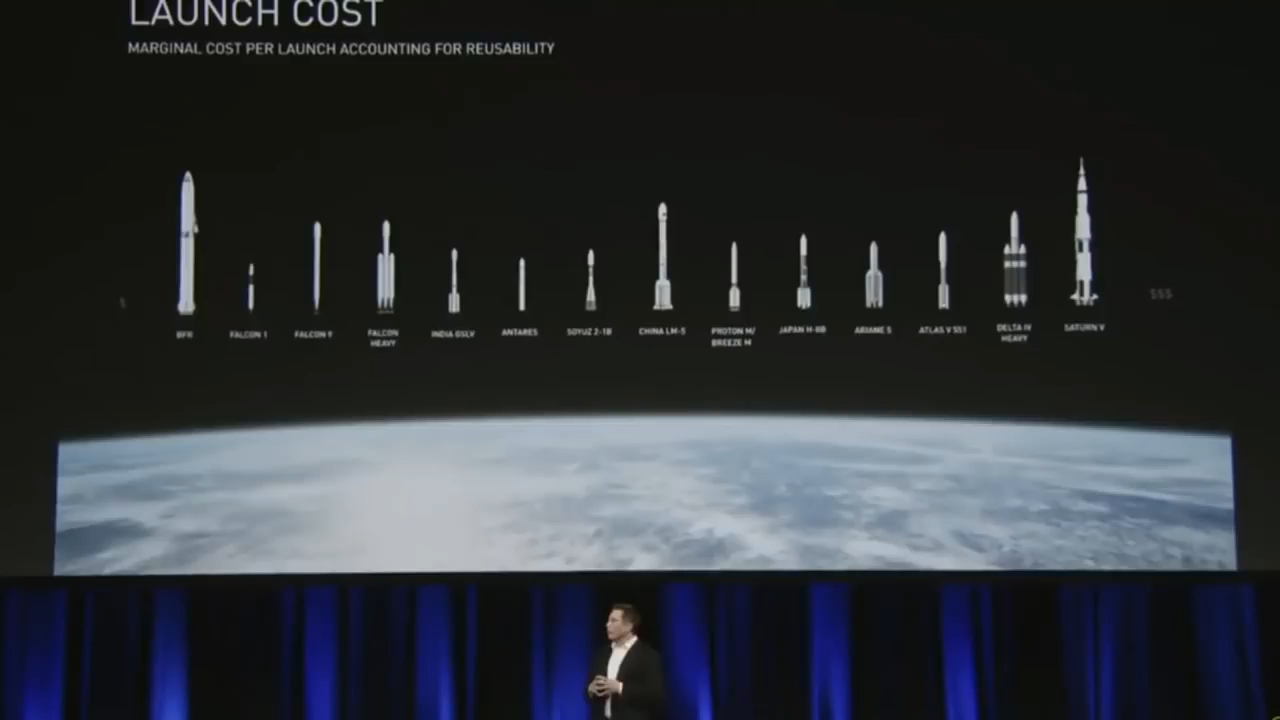 LAUNCH COST
MARGINAL COST PER LAUNCH ACCOUNTING FOR REUSABILITY
$ $$$
BFR FALCON 1 FALCON 9 FALCON HEAVY INDIA GSLV ANTARES SOYUZ 2-1B CHINA LM-5 PROTON M/ BREEZE M JAPAN H-IIB ARIANE 5 ATLAS V 551 DELTA IV HEAVY SATURN V